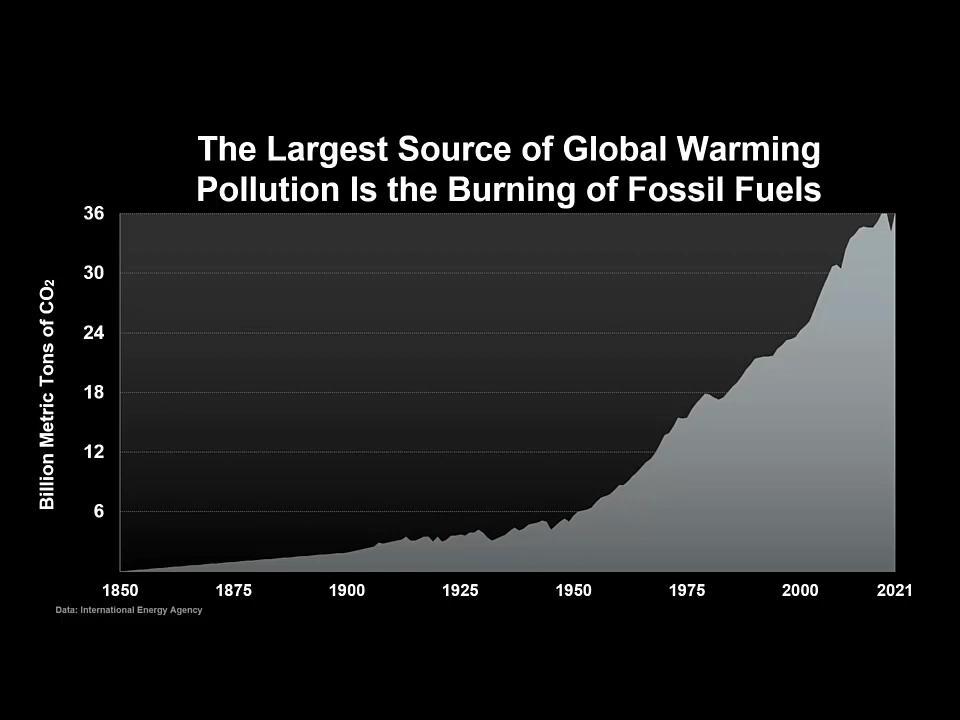 The Largest Source of Global Warming
Pollution Is the Burning of Fossil Fuels
Billion Metric Tons of CO₂
36
30
24
18
12
6
1850 1875 1900 1925 1950 1975 2000 2021
Data: International Energy Agency